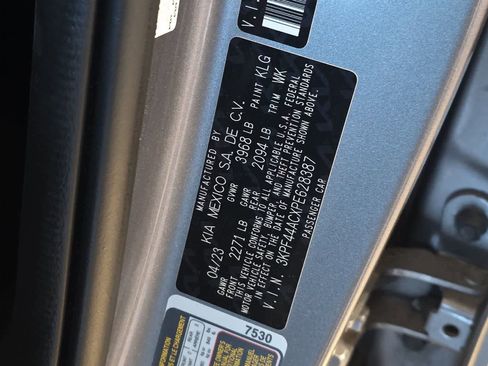 V.I.
MANUFACTURED BY
04/23 KIA MEXICO S.A. DE C.V.
GVWR 3968 LB
GAWR FRONT 2271 LB GAWR REAR 2094 LB PAINT KLG
TRIM WK
THIS VEHICLE CONFORMS TO ALL APPLICABLE U.S.A. FEDERAL
MOTOR VEHICLE SAFETY, BUMPER, AND THEFT PREVENTION STANDARDS
IN EFFECT ON THE DATE OF MANUFACTURE SHOWN ABOVE.
V.I.N. 3KPF44ACXPE628387
PASSENGER CAR
7530